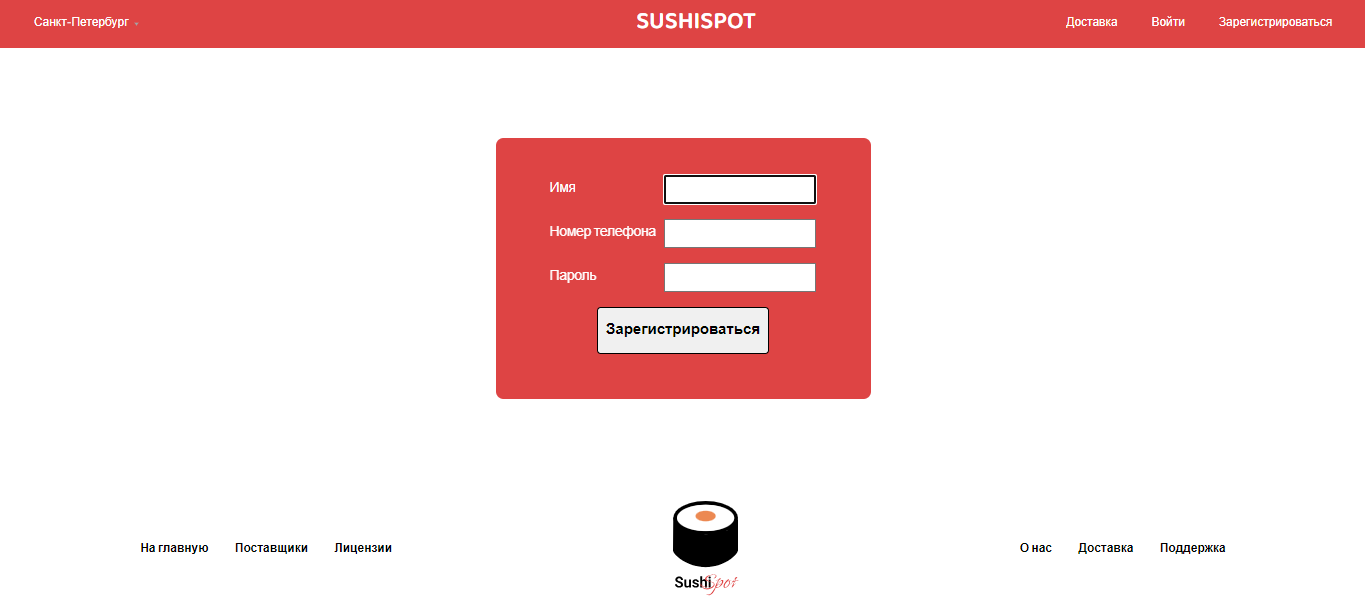 Санкт-Петербург
SUSHISPOT
Доставка
Войти
Зарегистрироваться
Имя
Номер телефона
Пароль
Зарегистрироваться
На главную
Поставщики
Лицензии
SushiSpot
О нас
Доставка
Поддержка